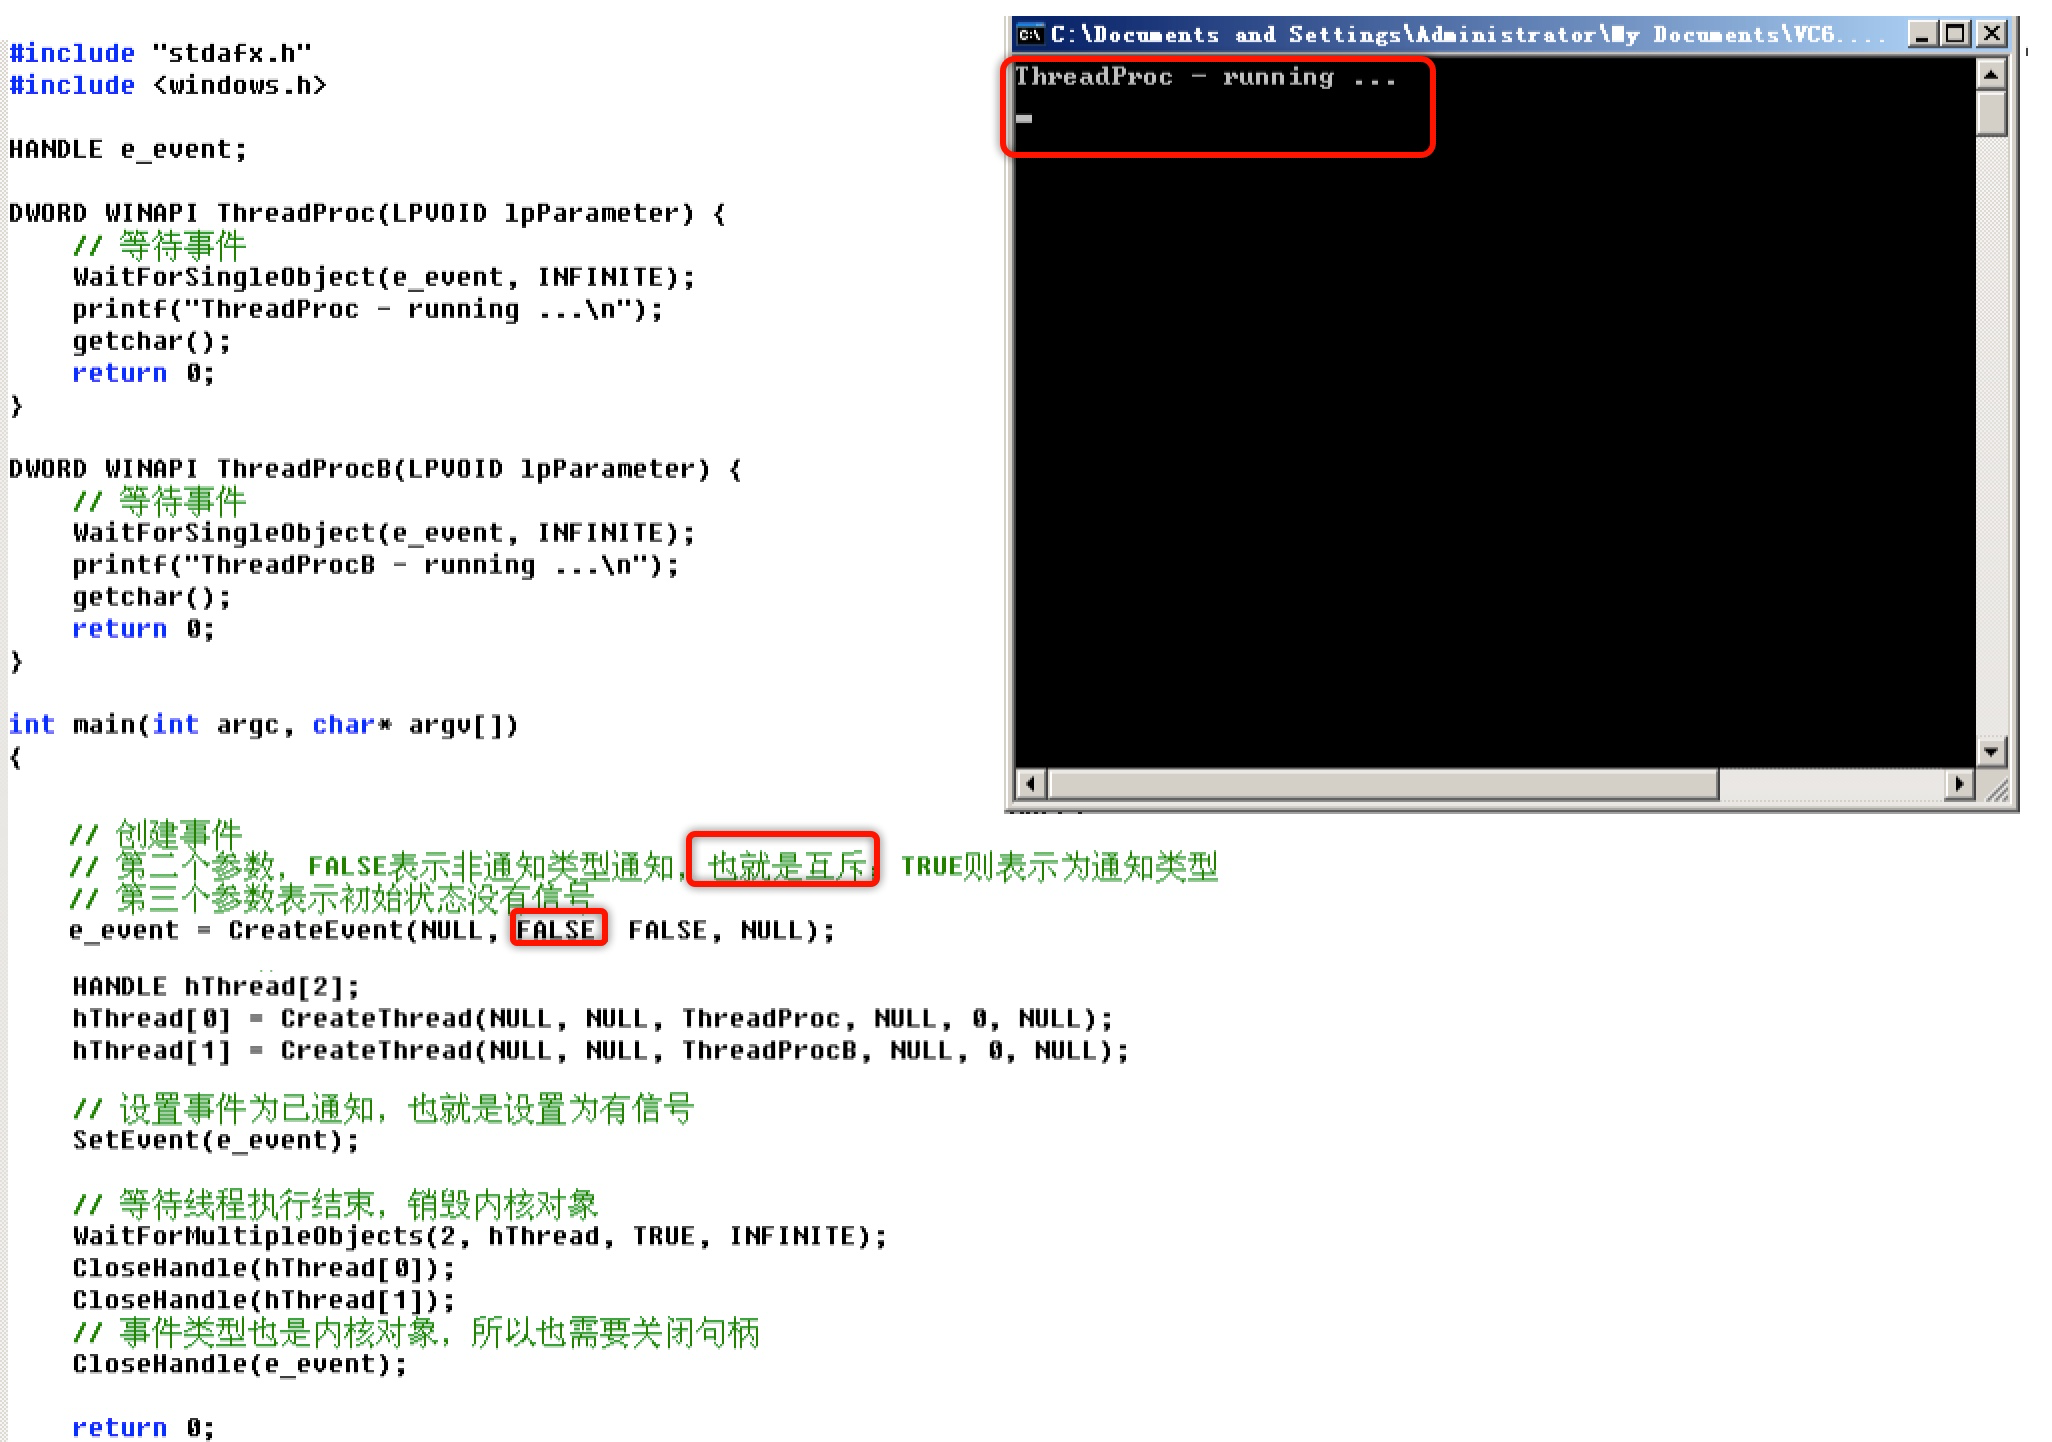 #include "stdafx.h"
#include <windows.h>
HANDLE e_event;
DWORD WINAPI ThreadProc(LPVOID lpParameter) {
// 等待事件
WaitForSingleObject(e_event, INFINITE);
printf("ThreadProc - running ...\n");
getchar();
return 0;
}
DWORD WINAPI ThreadProcB(LPVOID lpParameter) {
// 等待事件
WaitForSingleObject(e_event, INFINITE);
printf("ThreadProcB - running ...\n");
getchar();
return 0;
}
int main(int argc, char* argv[])
{
// 创建事件
// 第二个参数，FALSE表示非通知类型通知，也就是互斥；TRUE则表示为通知类型
// 第三个参数表示初始状态没有信号
e_event = CreateEvent(NULL, FALSE FALSE, NULL);
HANDLE hThread[2];
hThread[0] = CreateThread(NULL, NULL, ThreadProc, NULL, 0, NULL);
hThread[1] = CreateThread(NULL, NULL, ThreadProcB, NULL, 0, NULL);
// 设置事件为已通知，也就是设置为有信号
SetEvent(e_event);
// 等待线程执行结束，销毁内核对象
WaitForMultipleObjects(2, hThread, TRUE, INFINITE);
CloseHandle(hThread[0]);
CloseHandle(hThread[1]);
// 事件类型也是内核对象，所以也需要关闭句柄
CloseHandle(e_event);
return 0;
C:\Documents and Settings\Administrator\My Documents\VC6....
ThreadProc - running ...